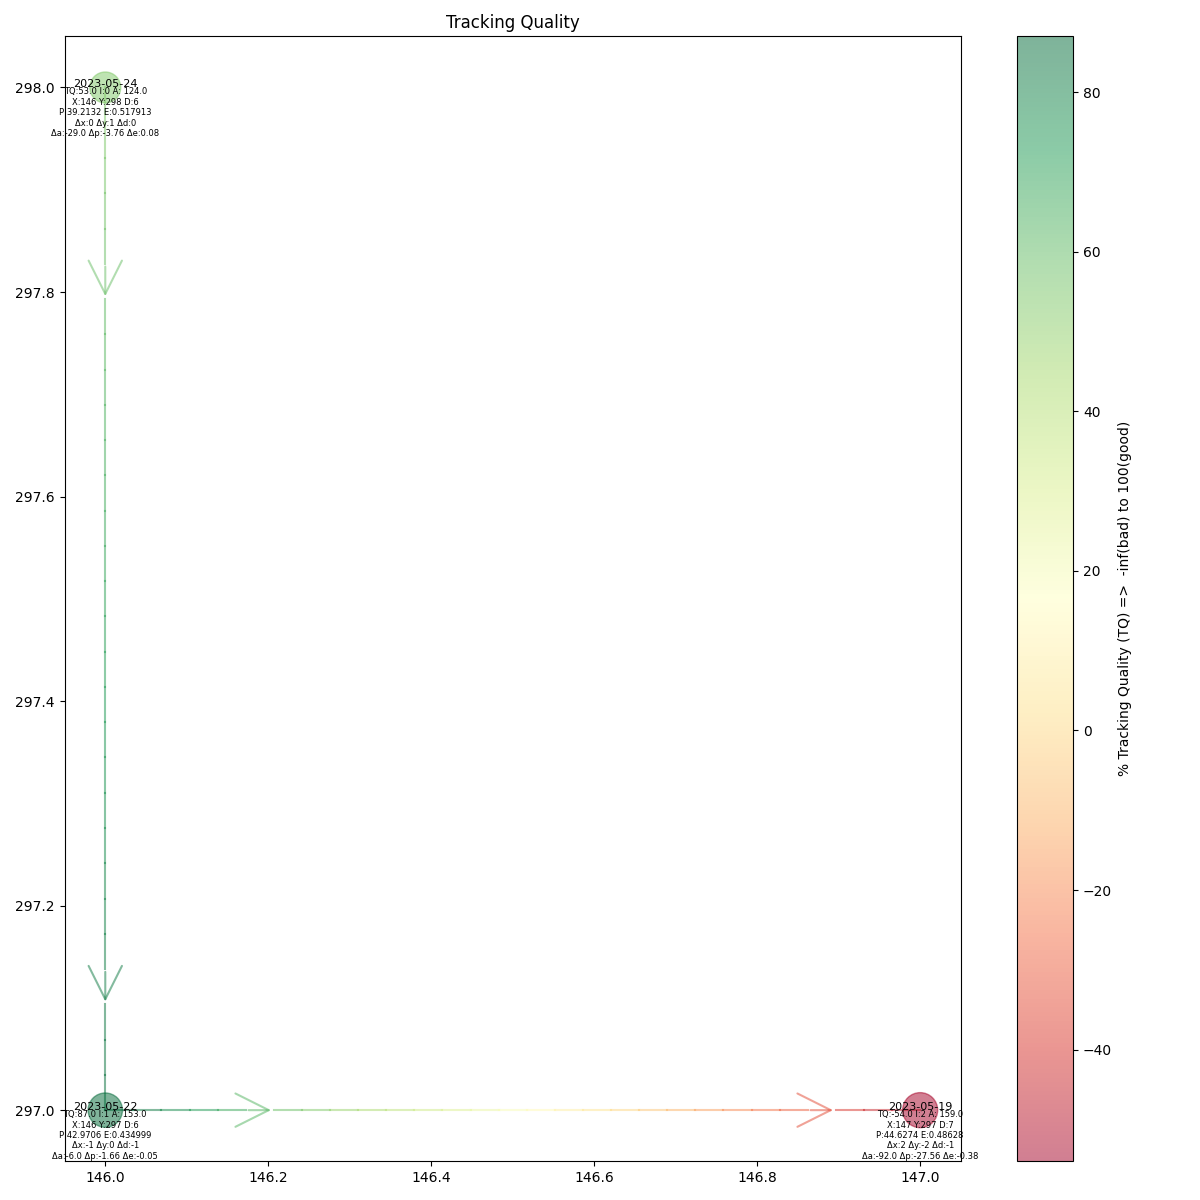 Tracking Quality
298.0
297.8
297.6
297.4
297.2
297.0
2023-05-24
TQ:53.0 I:0 A: 124.0
X:146 Y:298 D:6
P:39.2132 E:0.517913
Δx:0 Δy:1 Δd:0
Δa:-29.0 Δp:-3.76 Δe:0.08
2023-05-22
TQ:87.0 I:1 A: 153.0
X:146 Y:297 D:6
P:42.9706 E:0.434999
Δx:-1 Δy:0 Δd:-1
Δa:-6.0 Δp:-1.66 Δe:-0.05
2023-05-19
TQ:-54.0 I:2 A: 159.0
X:147 Y:297 D:7
P:44.6274 E:0.48628
Δx:2 Δy:-2 Δd:-1
Δa:-92.0 Δp:-27.56 Δe:-0.38
146.0 146.2 146.4 146.6 146.8 147.0
80
60
40
20
0
−20
−40
% Tracking Quality (TQ) => -inf(bad) to 100(good)